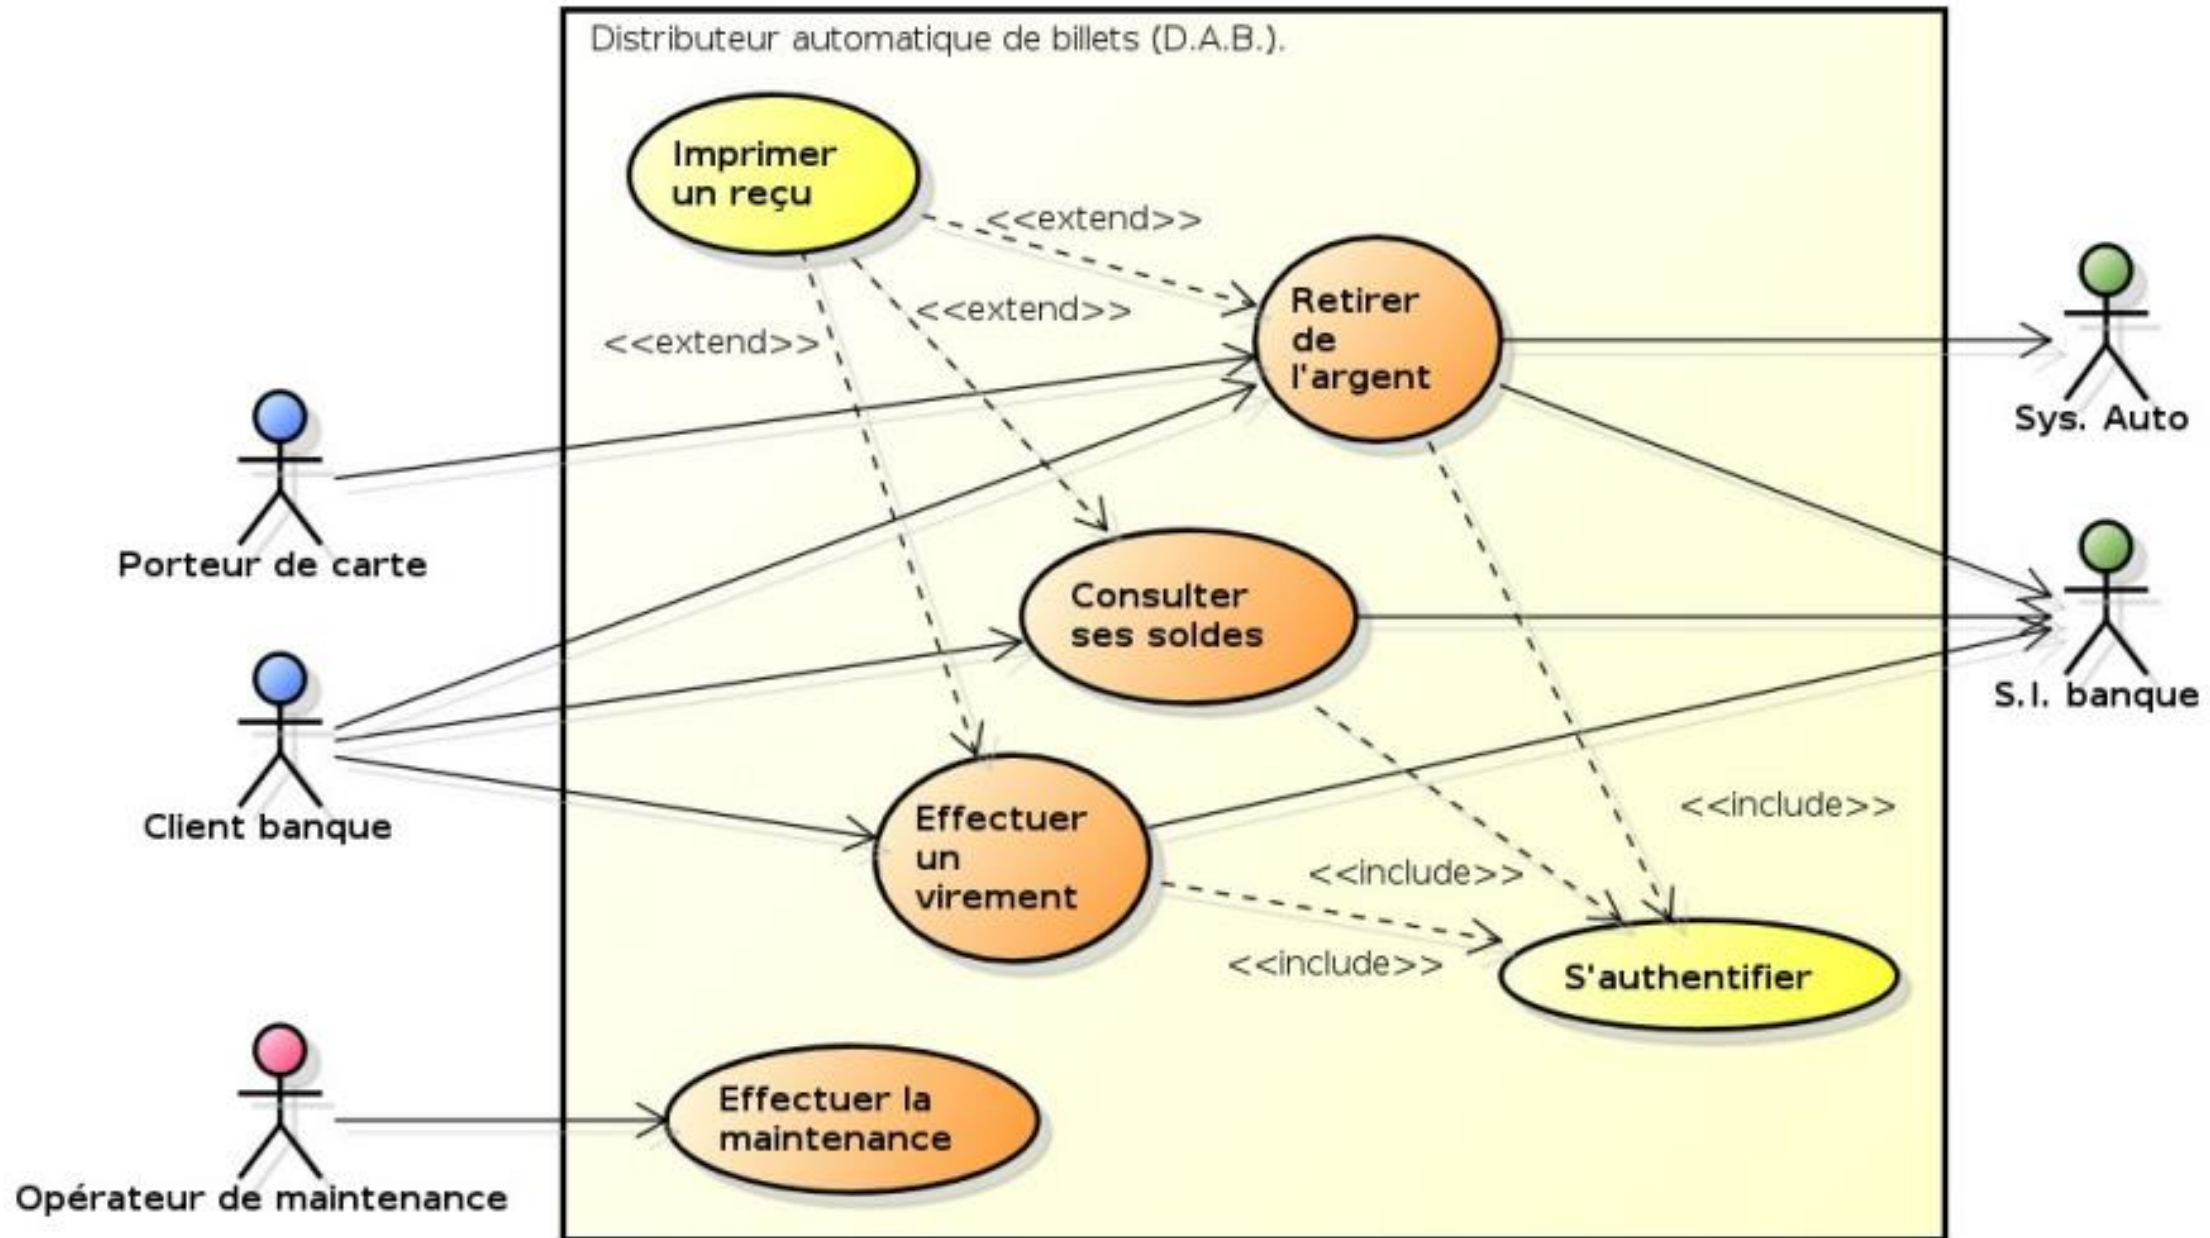 Distributeur automatique de billets (D.A.B.).
Imprimer
un reçu
<<extend>>
<<extend>>
<<extend>>
Retirer
de
l'argent
Sys. Auto
Porteur de carte
Consulter
ses soldes
S.I. banque
Client banque
Effectuer
un
virement
<<include>>
<<include>>
<<include>>
S'authentifier
Effectuer la
maintenance
Opérateur de maintenance